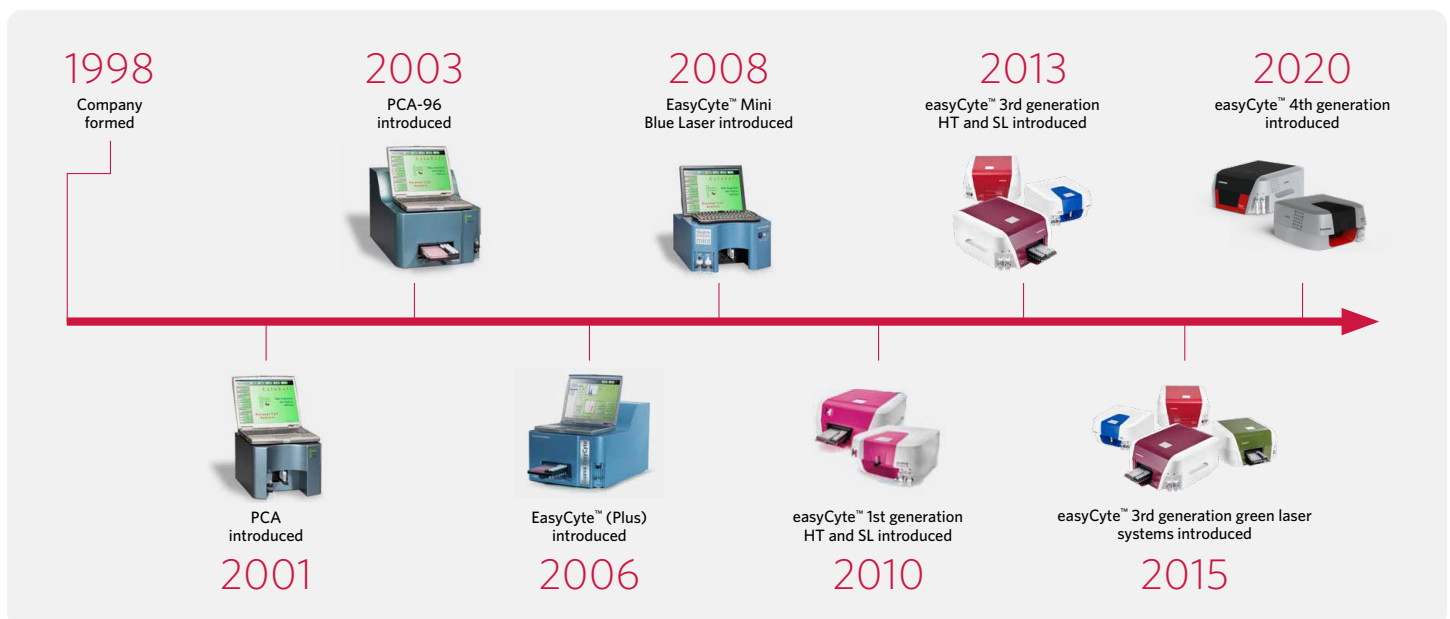 1998
Company
formed
2003
PCA-96
introduced
2008
EasyCyte™ Mini
Blue Laser introduced
2013
easyCyte™ 3rd generation
HT and SL introduced
2020
easyCyte™ 4th generation
introduced
PCA
introduced
2001
EasyCyte™ (Plus)
introduced
2006
easyCyte™ 1st generation
HT and SL introduced
2010
easyCyte™ 3rd generation green laser
systems introduced
2015